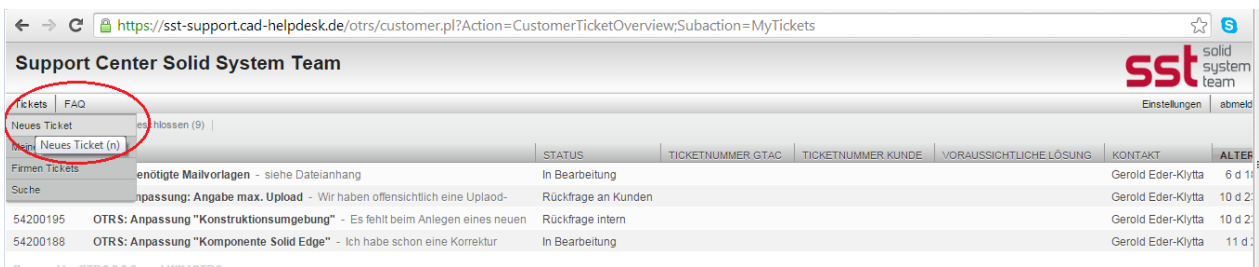 https://sst-support.cad-helpdesk.de/otrs/customer.pl?Action=CustomerTicketOverview;Subaction=MyTickets
Support Center Solid System Team
sst solid system team
Tickets FAQ Einstellungen abmeld
Neues Ticket eschlossen (9)
Neues Ticket (n)
STATUS TICKETNUMMER GTAC TICKETNUMMER KUNDE VORAUSSICHTLICHE LÖSUNG KONTAKT ALTER
Firmen Tickets
enötigte Mailvorlagen - siehe Dateianhang In Bearbeitung Gerold Eder-Klytta 6 d 18
Suche
npassung: Angabe max. Upload - Wir haben offensichtlich eine Uplaod- Rückfrage an Kunden Gerold Eder-Klytta 10 d
54200195 OTRS: Anpassung "Konstruktionsumgebung" - Es fehlt beim Anlegen eines neuen Rückfrage intern Gerold Eder-Klytta 10 d
54200188 OTRS: Anpassung "Komponente Solid Edge" - Ich habe schon eine Korrektur In Bearbeitung Gerold Eder-Klytta 11 d